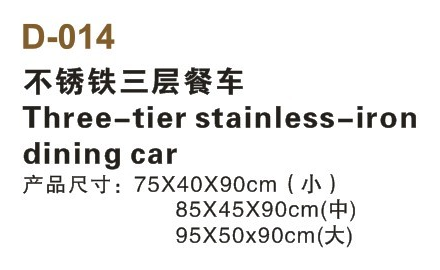 D-014
不锈铁三层餐车
Three-tier stainless-iron
dining car
产品尺寸：75X40X90cm（小）
85X45X90cm(中)
95X50x90cm(大)